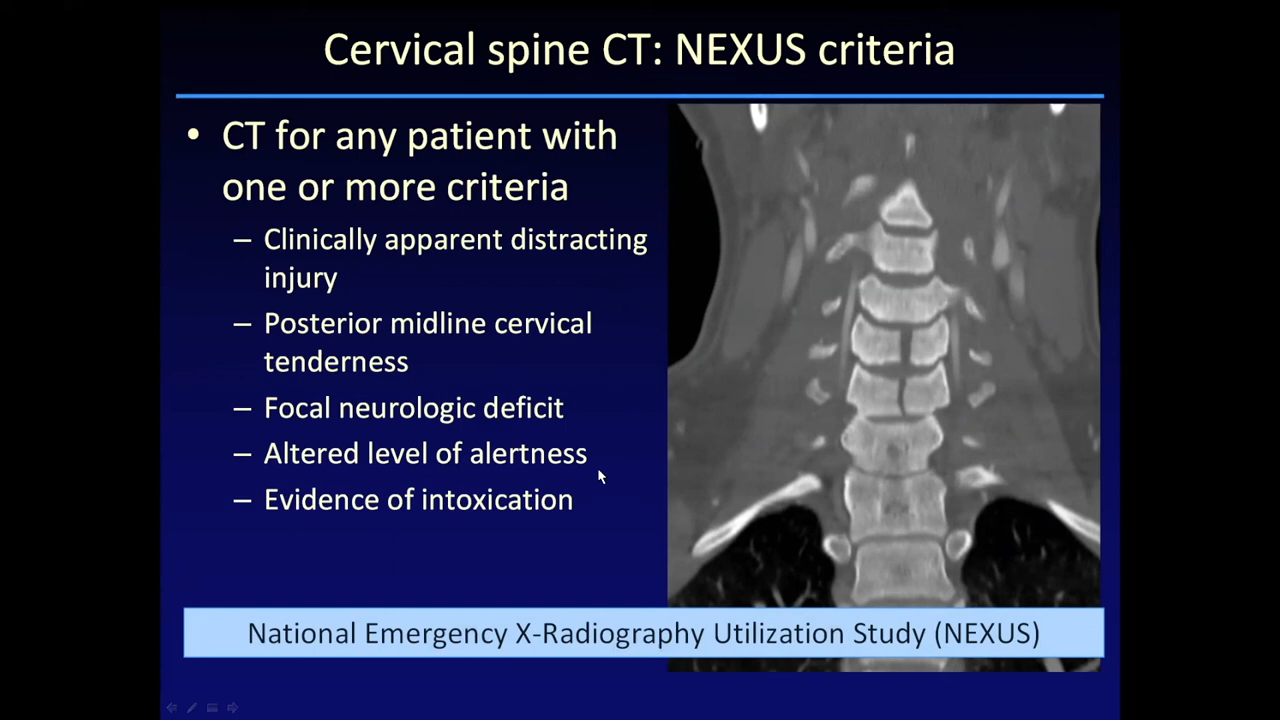 Cervical spine CT: NEXUS criteria
• CT for any patient with
one or more criteria
– Clinically apparent distracting
injury
– Posterior midline cervical
tenderness
– Focal neurologic deficit
– Altered level of alertness
– Evidence of intoxication
National Emergency X-Radiography Utilization Study (NEXUS)